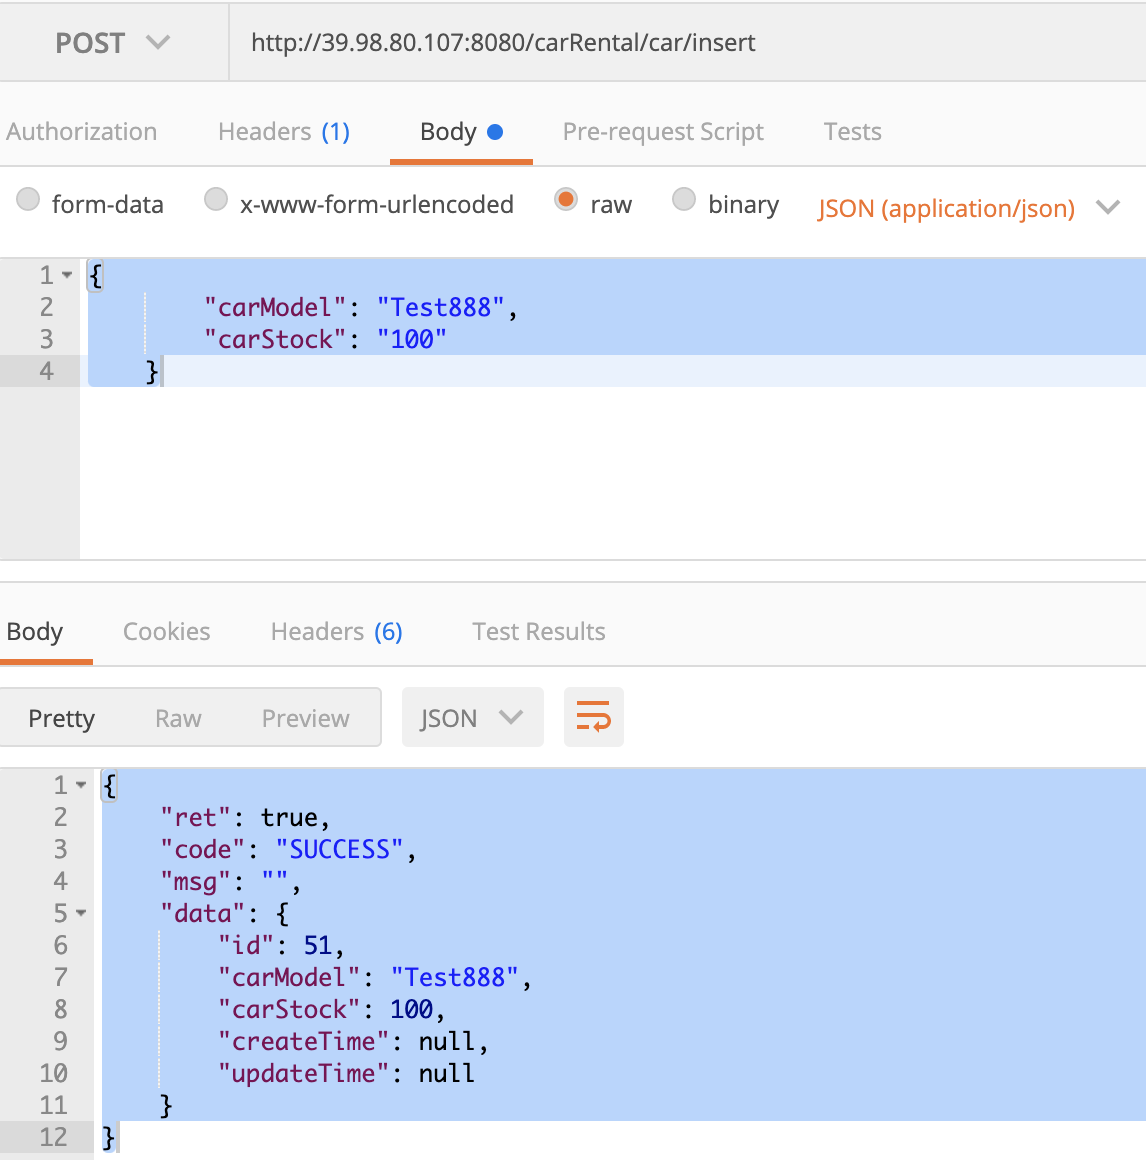 POST http://39.98.80.107:8080/carRental/car/insert
Authorization Headers (1) Body Pre-request Script Tests
form-data x-www-form-urlencoded raw binary JSON (application/json)
1 {
2 "carModel": "Test888",
3 "carStock": "100"
4 }
Body Cookies Headers (6) Test Results
Pretty Raw Preview JSON
1 {
2 "ret": true,
3 "code": "SUCCESS",
4 "msg": "",
5 "data": {
6 "id": 51,
7 "carModel": "Test888",
8 "carStock": 100,
9 "createTime": null,
10 "updateTime": null
11 }
12 }